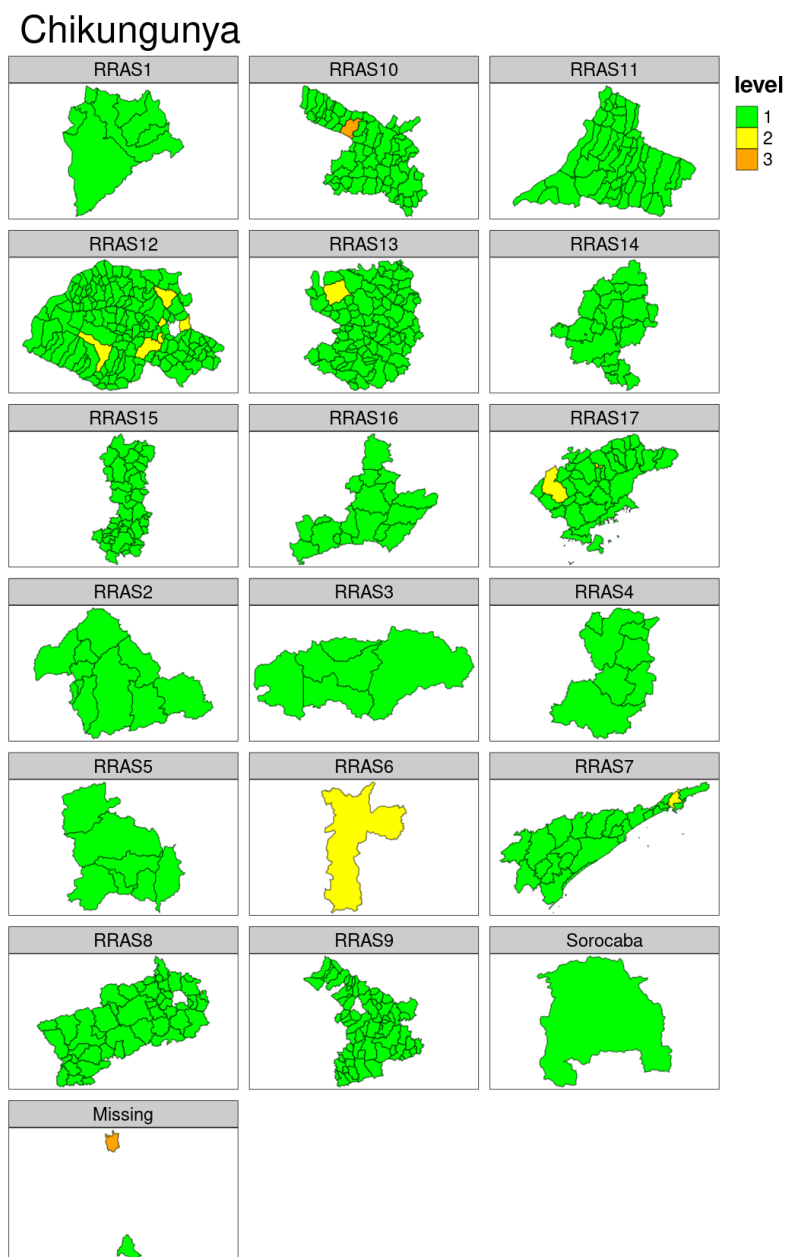 Chikungunya
RRAS1
RRAS10
RRAS11
level
1
2
3
RRAS12
RRAS13
RRAS14
RRAS15
RRAS16
RRAS17
RRAS2
RRAS3
RRAS4
RRAS5
RRAS6
RRAS7
RRAS8
RRAS9
Sorocaba
Missing